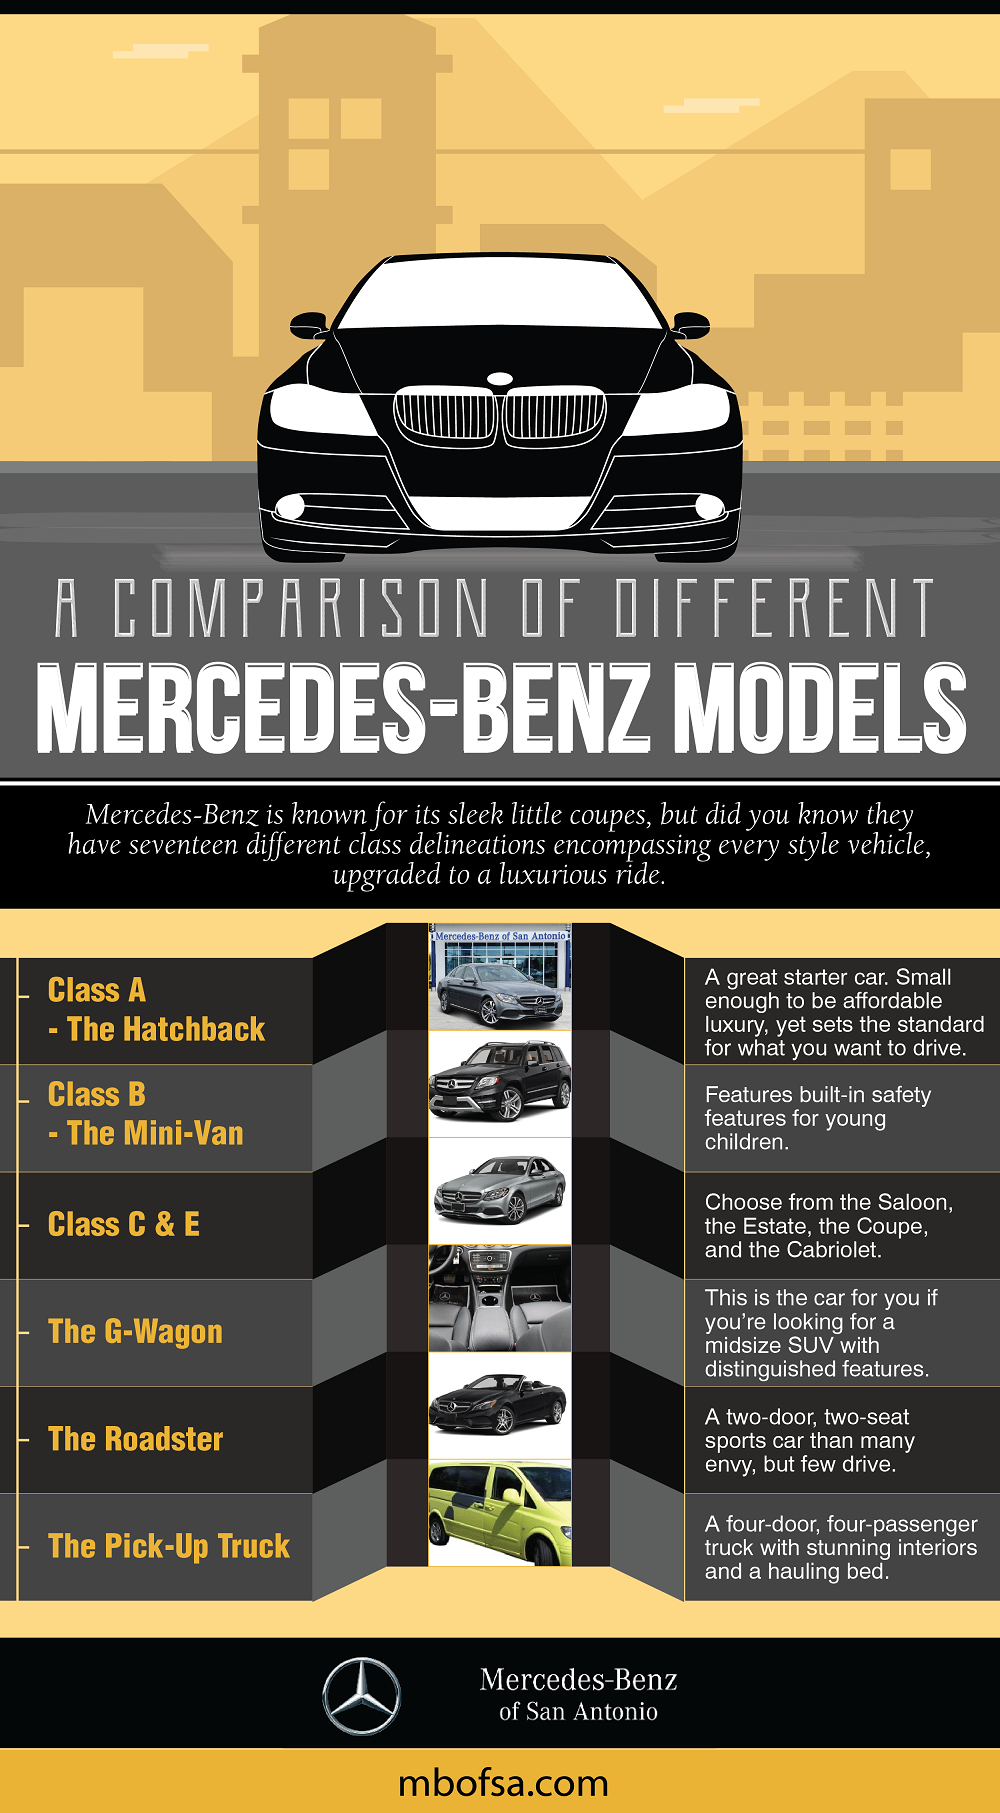 A COMPARISON OF DIFFERENT
MERCEDES-BENZ MODELS
Mercedes-Benz is known for its sleek little coupes, but did you know they
have seventeen different class delineations encompassing every style vehicle,
upgraded to a luxurious ride.
Mercedes-Benz of San Antonio
Class A
- The Hatchback
A great starter car. Small
enough to be affordable
luxury, yet sets the standard
for what you want to drive.
Class B
- The Mini-Van
Features built-in safety
features for young
children.
Class C & E
Choose from the Saloon,
the Estate, the Coupe,
and the Cabriolet.
The G-Wagon
This is the car for you if
you're looking for a
midsize SUV with
distinguished features.
The Roadster
A two-door, two-seat
sports car than many
envy, but few drive.
The Pick-Up Truck
A four-door, four-passenger
truck with stunning interiors
and a hauling bed.
Mercedes-Benz
of San Antonio
mbofsa.com